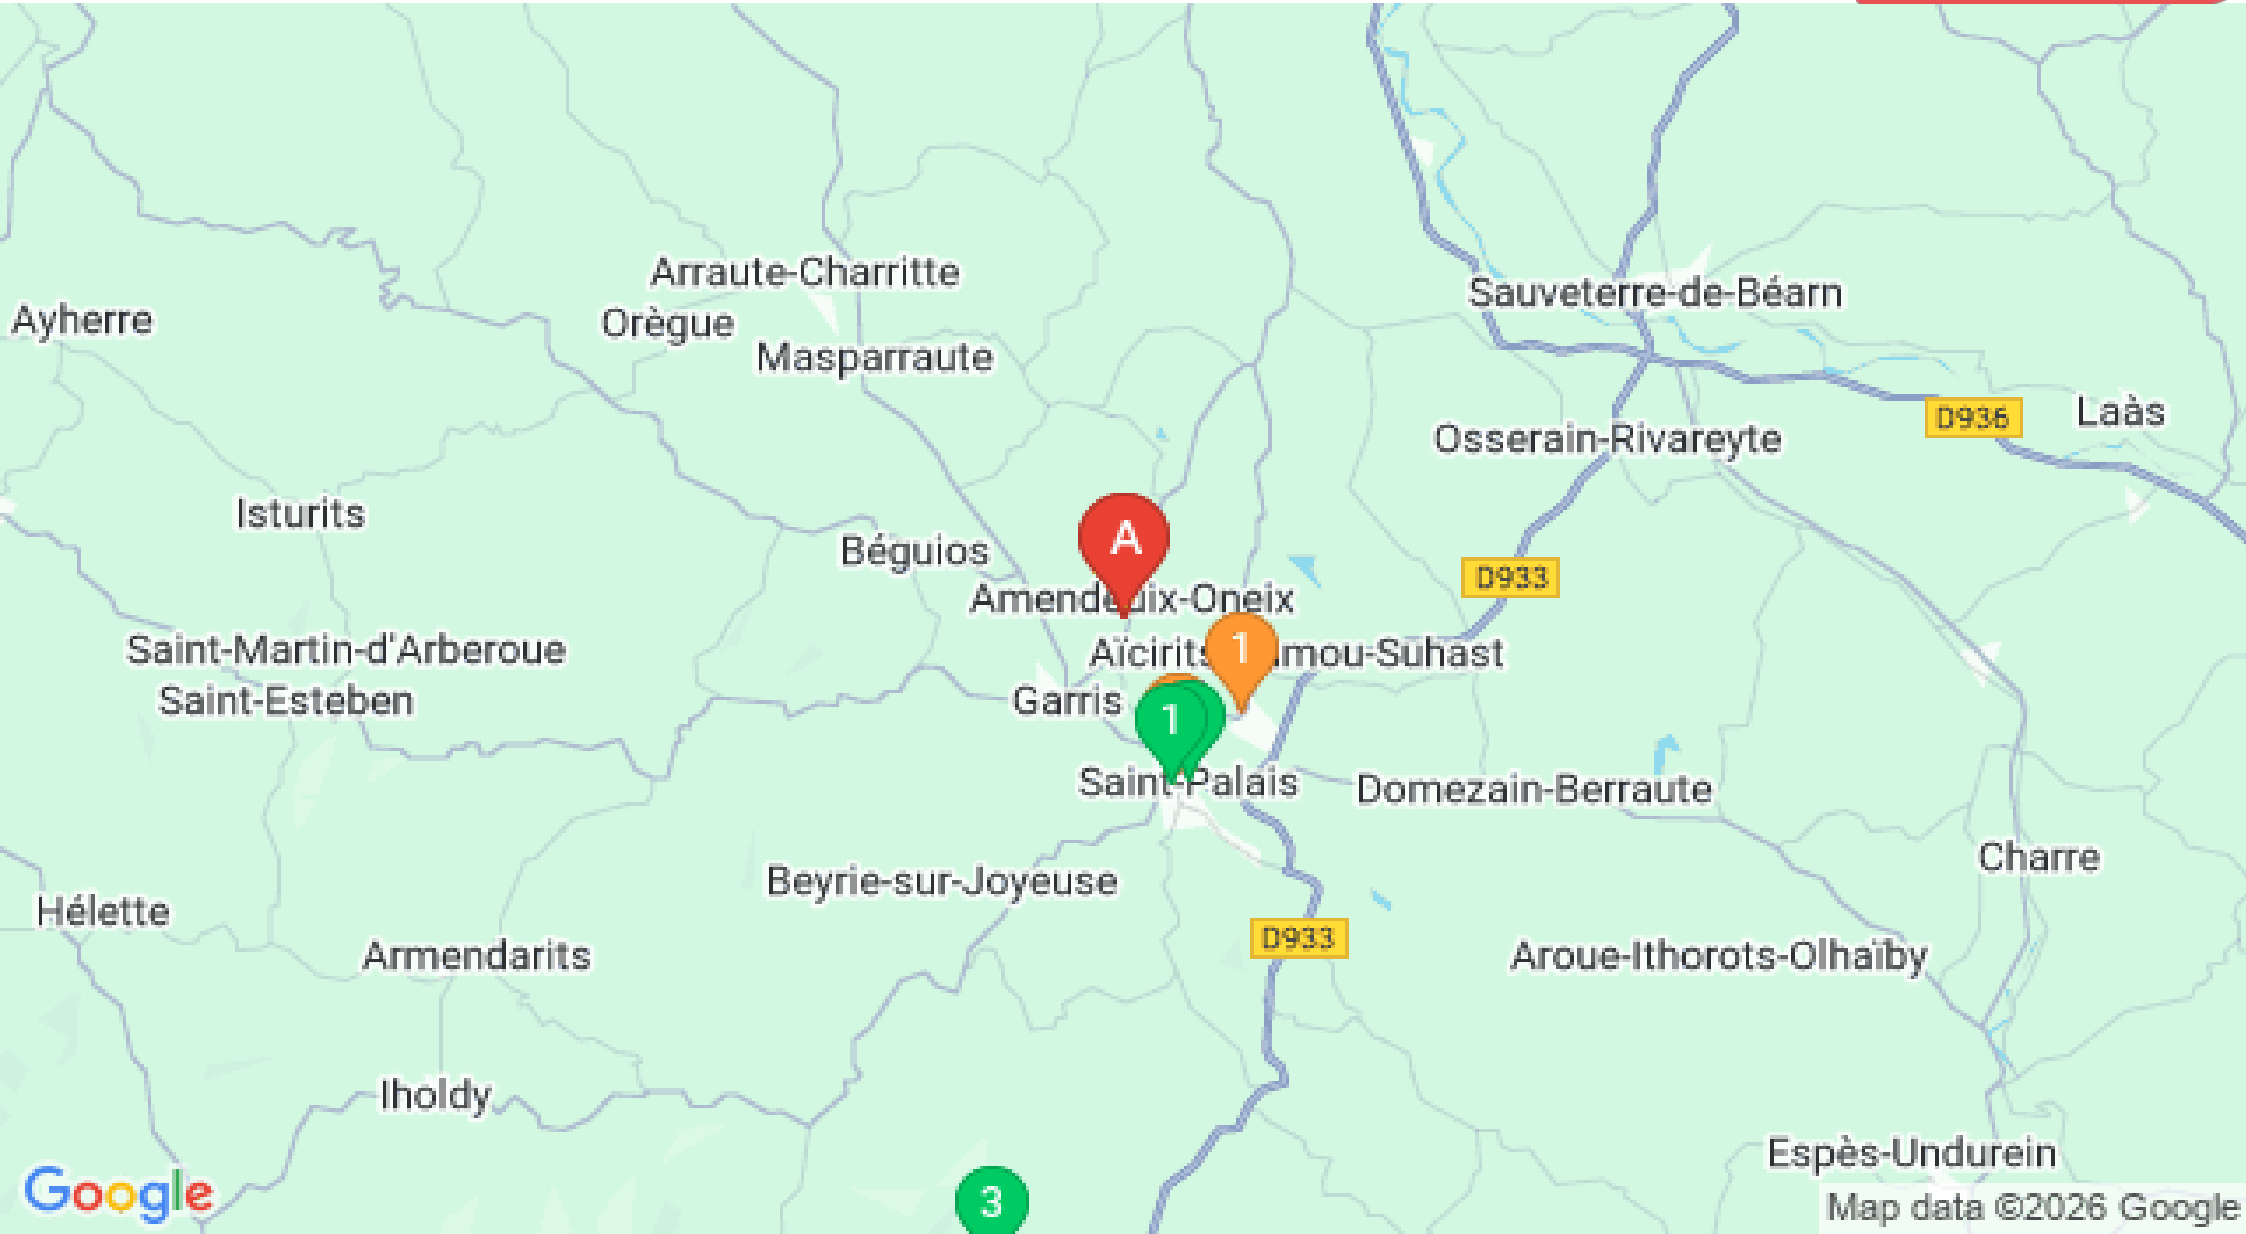 Arraute-Charritte
Sauveterre-de-Béarn
Ayherre
Orègue
Masparraute
D936
Laàs
Osserain-Rivareyte
Isturits
A
Béguios
D933
Amendeuix-Oneix
Saint-Martin-d'Arberoue
Aïcirits
1
mou-Suhast
Saint-Esteben
Garris
1
Saint-Palais
Domezain-Berraute
Charre
Beyrie-sur-Joyeuse
Hélette
D933
Armendarits
Aroue-Ithorots-Olhaïby
Iholdy
Espès-Undurein
Google
3
Map data ©2026 Google